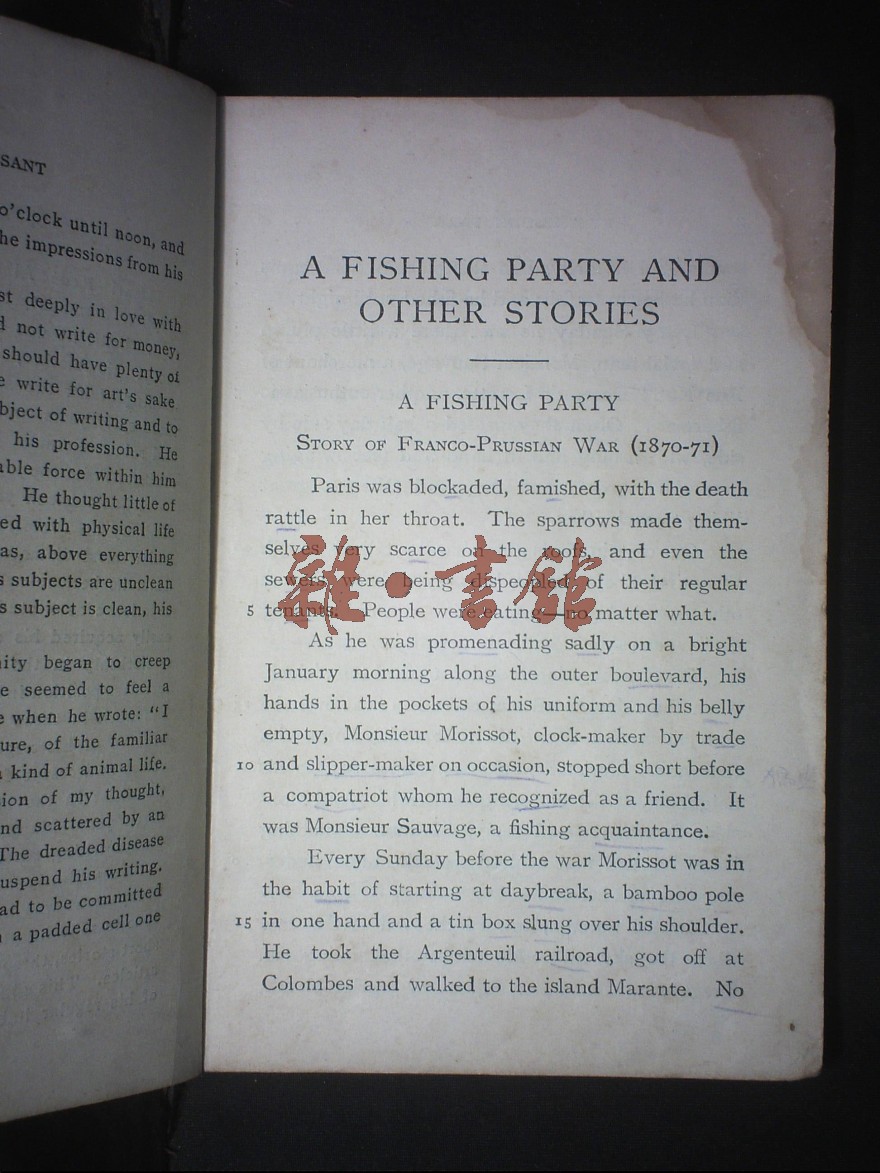 SANT
o'clock until noon, and
he impressions from his
st deeply in love with
d not write for money,
should have plenty of
e write for art's sake
bject of writing and to
his profession. He
able force within him
He thought little of
ed with physical life
as, above everything
s subjects are unclean
s subject is clean, his
nity began to creep
e seemed to feel a
e when he wrote: "I
ure, of the familiar
kind of animal life.
ion of my thought,
nd scattered by an
The dreaded disease
uspend his writing.
ad to be committed
a padded cell one
A FISHING PARTY AND
OTHER STORIES
A FISHING PARTY
STORY OF FRANCO-PRUSSIAN WAR (1870-71)
Paris was blockaded, famished, with the death
rattle in her throat. The sparrows made them-
selves very scarce on the roofs, and even the
sewers were being dispeopled of their regular
5 tenants. People were eating—no matter what.
As he was promenading sadly on a bright
January morning along the outer boulevard, his
hands in the pockets of his uniform and his belly
empty, Monsieur Morissot, clock-maker by trade
10 and slipper-maker on occasion, stopped short before
a compatriot whom he recognized as a friend. It
was Monsieur Sauvage, a fishing acquaintance.
Every Sunday before the war Morissot was in
the habit of starting at daybreak, a bamboo pole
15 in one hand and a tin box slung over his shoulder.
He took the Argenteuil railroad, got off at
Colombes and walked to the island Marante. No
雜·書館